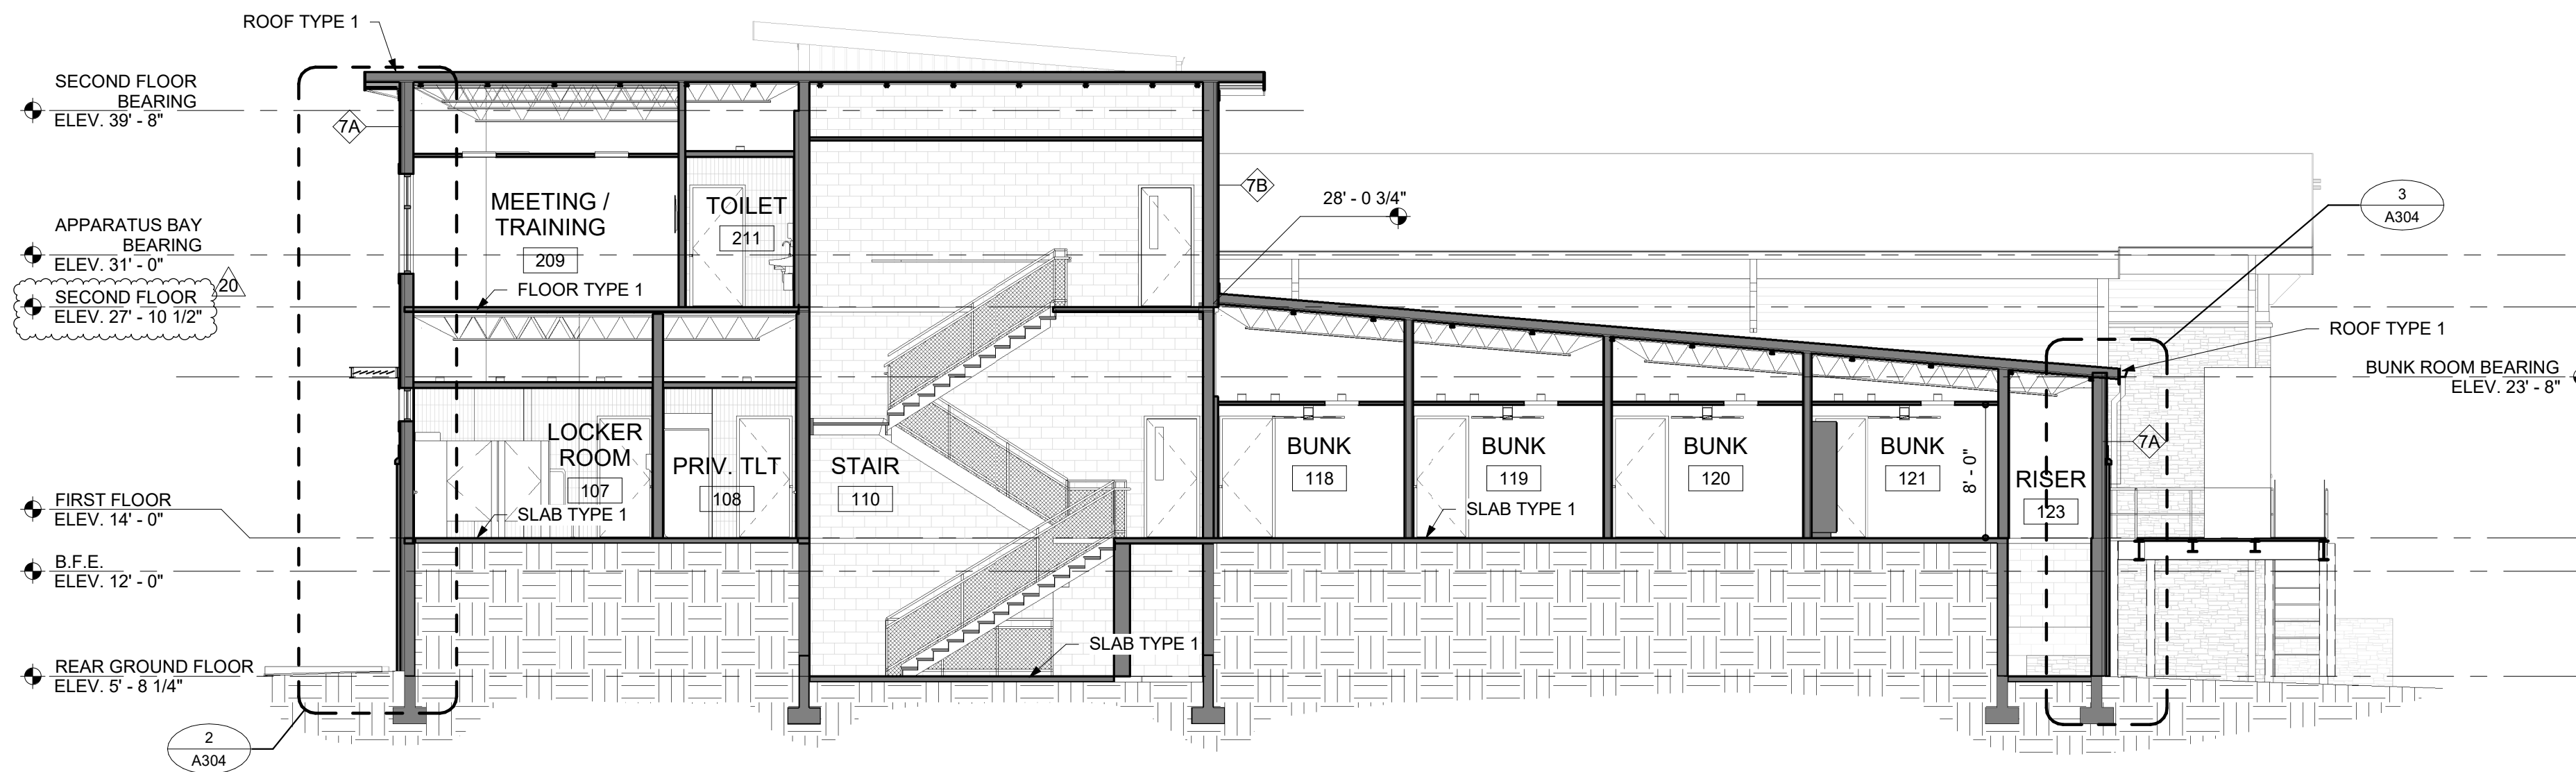 ROOF TYPE 1
SECOND FLOOR
BEARING
ELEV. 39' - 8"
7A
7B
28' - 0 3/4"
3
A304
MEETING /
TRAINING
209
TOILET
211
APPARATUS BAY
BEARING
ELEV. 31' - 0"
20
SECOND FLOOR
ELEV. 27' - 10 1/2"
FLOOR TYPE 1
ROOF TYPE 1
BUNK ROOM BEARING
ELEV. 23' - 8"
LOCKER
ROOM
107
PRIV. TLT
108
STAIR
110
BUNK
118
BUNK
119
BUNK
120
BUNK
121
8' - 0"
RISER
123
7A
FIRST FLOOR
ELEV. 14' - 0"
SLAB TYPE 1
SLAB TYPE 1
B.F.E.
ELEV. 12' - 0"
SLAB TYPE 1
REAR GROUND FLOOR
ELEV. 5' - 8 1/4"
2
A304